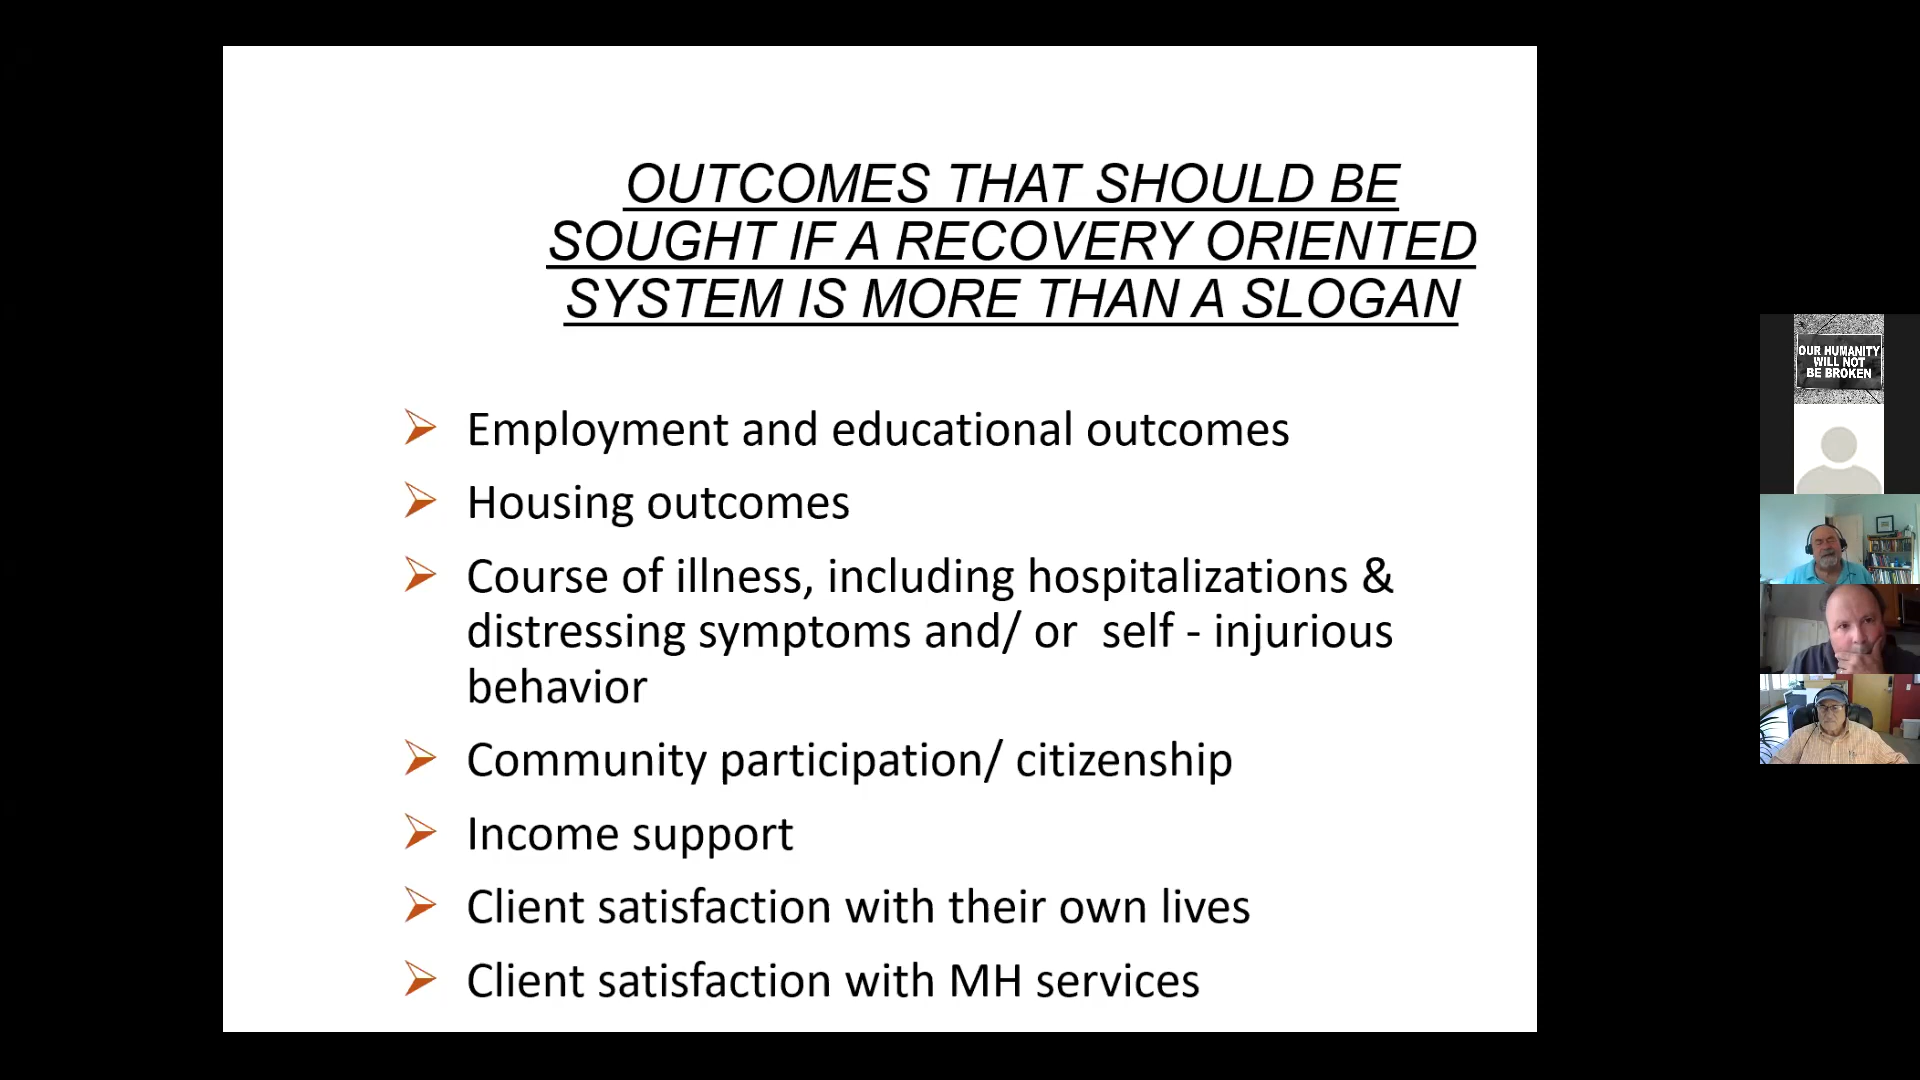 OUTCOMES THAT SHOULD BE
SOUGHT IF A RECOVERY ORIENTED
SYSTEM IS MORE THAN A SLOGAN
Employment and educational outcomes
Housing outcomes
Course of illness, including hospitalizations &
distressing symptoms and/ or  self - injurious
behavior
Community participation/ citizenship
Income support
Client satisfaction with their own lives
Client satisfaction with MH services
OUR HUMANITY
WILL NOT
BE BROKEN